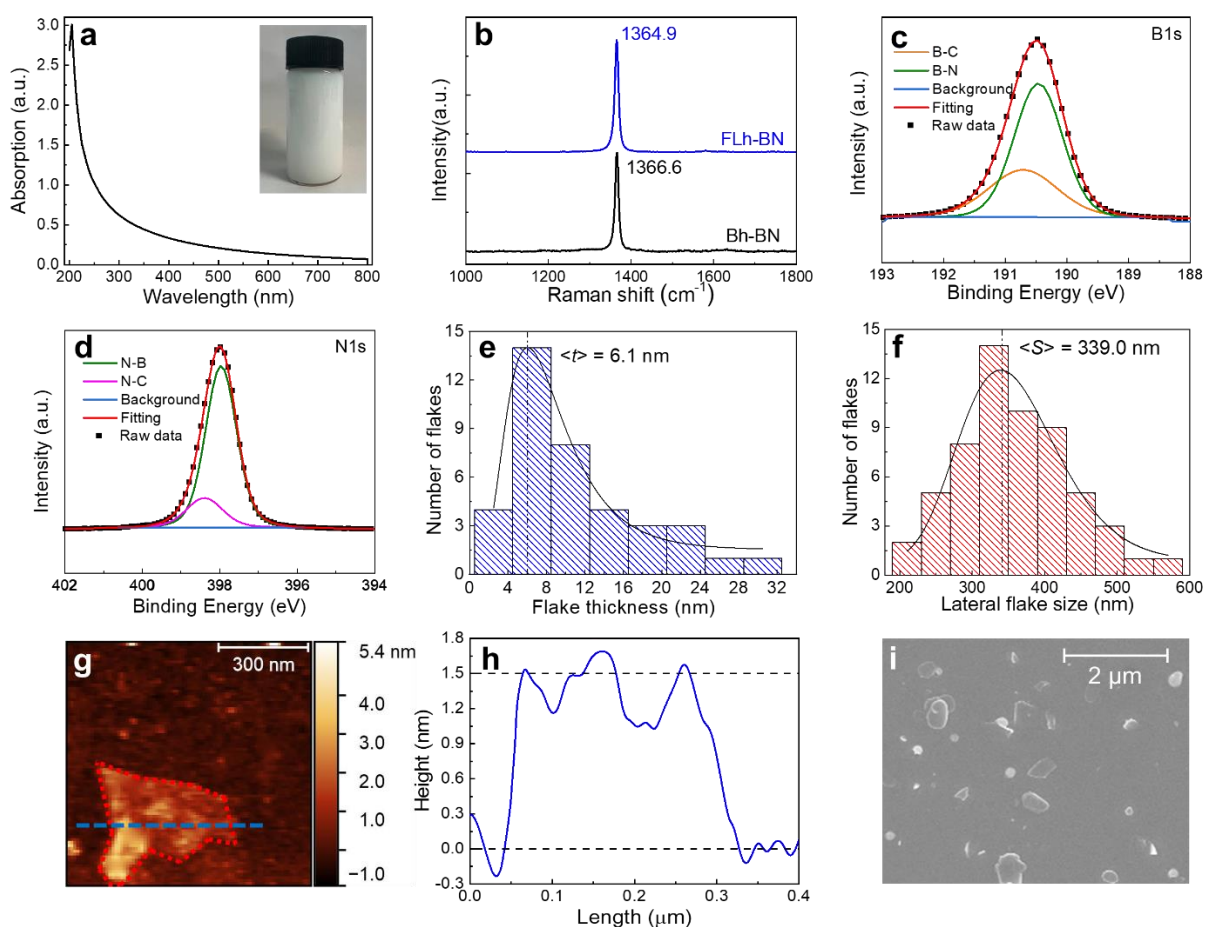 a
3.0
2.5
2.0
1.5
1.0
0.5
0.0
Absorption (a.u.)
200 300 400 500 600 700 800
Wavelength (nm)
b
1364.9
FLh-BN
1366.6
Bh-BN
Intensity(a.u.)
1000 1200 1400 1600 1800
Raman shift (cm⁻¹)
c
B1s
B-C
B-N
Background
Fitting
Raw data
Intensity (a.u.)
193 192 191 190 189 188
Binding Energy (eV)
d
N1s
N-B
N-C
Background
Fitting
Raw data
Intensity (a.u.)
402 400 398 396 394
Binding Energy (eV)
e
<t> = 6.1 nm
15
12
9
6
3
0
Number of flakes
0 4 8 12 16 20 24 28 32
Flake thickness (nm)
f
<S> = 339.0 nm
15
12
9
6
3
0
Number of flakes
200 300 400 500 600
Lateral flake size (nm)
g
300 nm
5.4 nm
4.0
3.0
2.0
1.0
−1.0
h
1.8
1.5
1.2
0.9
0.6
0.3
0.0
-0.3
Height (nm)
0.0 0.1 0.2 0.3 0.4
Length (μm)
i
2 μm